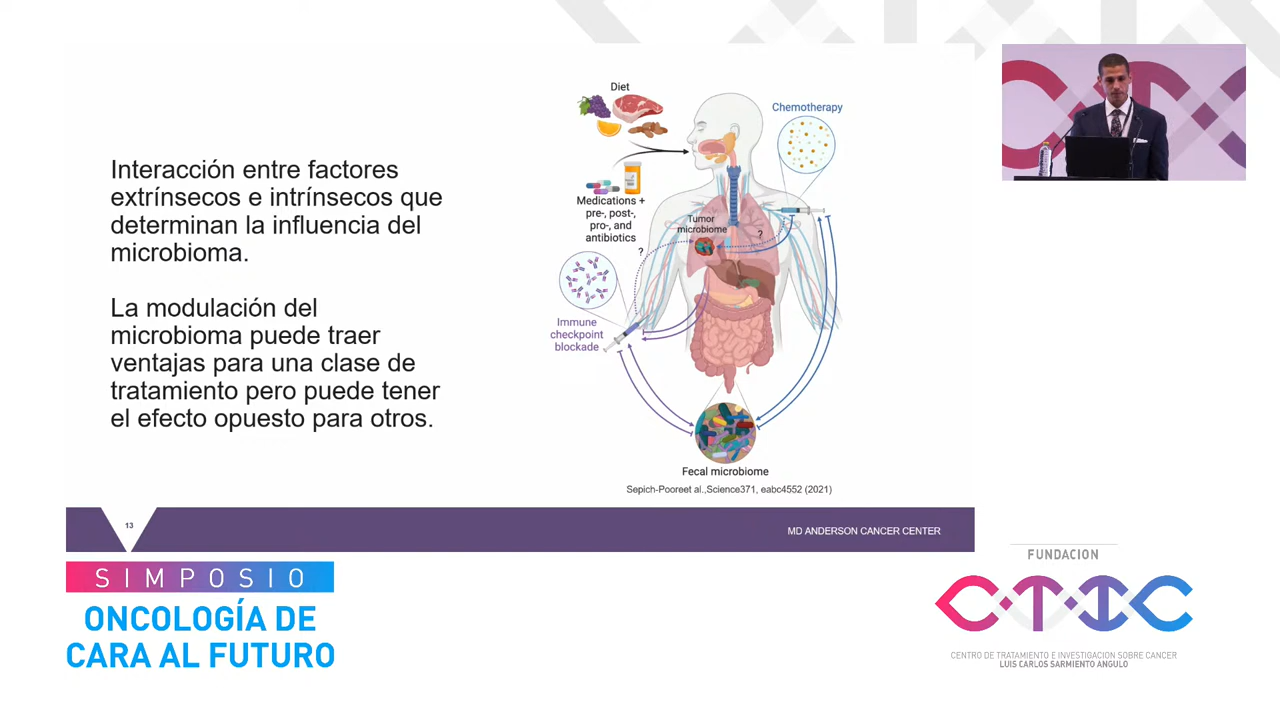 Interacción entre factores
extrínsecos e intrínsecos que
determinan la influencia del
microbioma.
La modulación del
microbioma puede traer
ventajas para una clase de
tratamiento pero puede tener
el efecto opuesto para otros.
Diet
Chemotherapy
Medications +
pre-, post-,
pro-, and
antibiotics
Tumor
microbiome
?
?
Immune
checkpoint
blockade
Fecal microbiome
Sepich-Pooreet al.,Science371, eabc4552 (2021)
13
MD ANDERSON CANCER CENTER
SIMPOSIO
ONCOLOGÍA DE
CARA AL FUTURO
FUNDACION
CTIC
CENTRO DE TRATAMIENTO E INVESTIGACION SOBRE CANCER
LUIS CARLOS SARMIENTO ANGULO